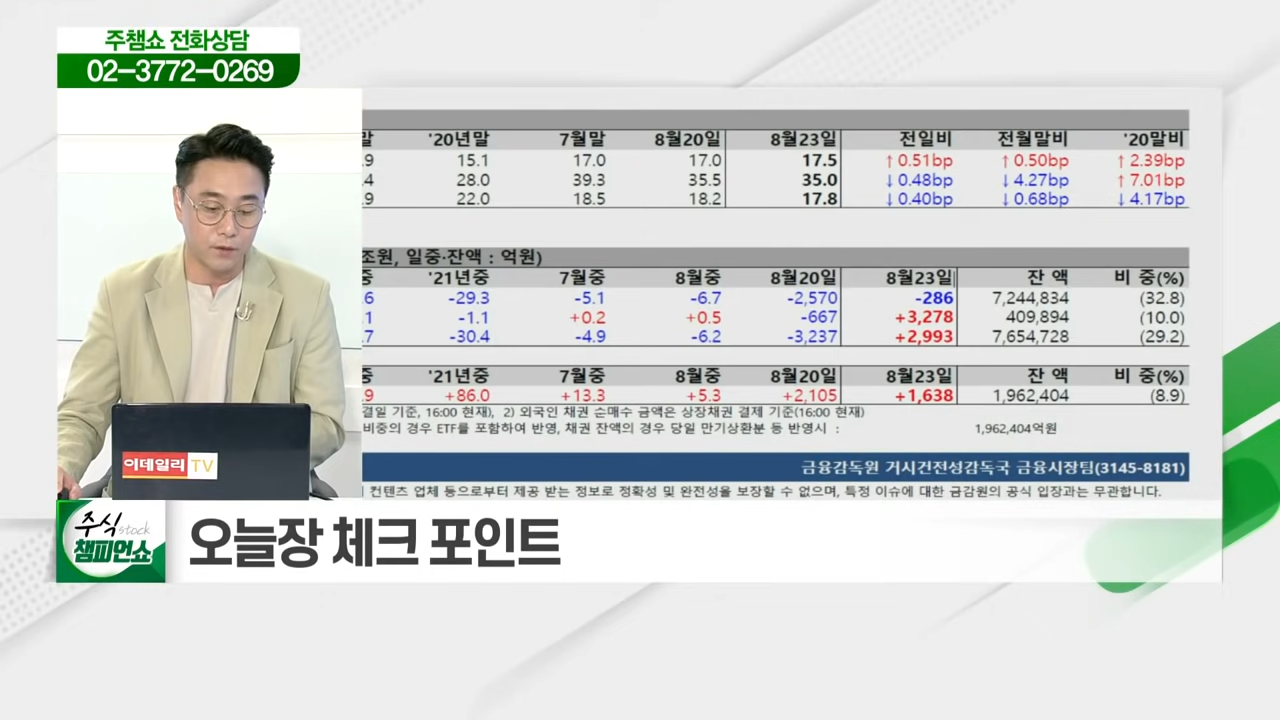 주챔쇼 전화상담
02-3772-0269
말 '20년말 7월말 8월20일 8월23일 전일비 전월말비 '20말비
.9 15.1 17.0 17.0 17.5 ↑ 0.51bp ↑ 0.50bp ↑ 2.39bp
.4 28.0 39.3 35.5 35.0 ↓ 0.48bp ↓ 4.27bp ↑ 7.01bp
.9 22.0 18.5 18.2 17.8 ↓ 0.40bp ↓ 0.68bp ↓ 4.17bp
조원, 일중·잔액 : 억원)
중 '21년중 7월중 8월중 8월20일 8월23일 잔 액 비 중(%)
.6 -29.3 -5.1 -6.7 -2,570 -286 7,244,834 (32.8)
.1 -1.1 +0.2 +0.5 -667 +3,278 409,894 (10.0)
.7 -30.4 -4.9 -6.2 -3,237 +2,993 7,654,728 (29.2)
중 '21년중 7월중 8월중 8월20일 8월23일 잔 액 비 중(%)
.9 +86.0 +13.3 +5.3 +2,105 +1,638 1,962,404 (8.9)
결일 기준, 16:00 현재), 2) 외국인 채권 순매수 금액은 상장채권 결제 기준(16:00 현재)
비중의 경우 ETF를 포함하여 반영, 채권 잔액의 경우 당일 만기상환분 등 반영시 : 1,962,404억원
금융감독원 거시건전성감독국 금융시장팀(3145-8181)
컨텐츠 업체 등으로부터 제공 받는 정보로 정확성 및 완전성을 보장할 수 없으며, 특정 이슈에 대한 금감원의 공식 입장과는 무관합니다.
이데일리 TV
주식 stock
챔피언쇼
오늘장 체크 포인트